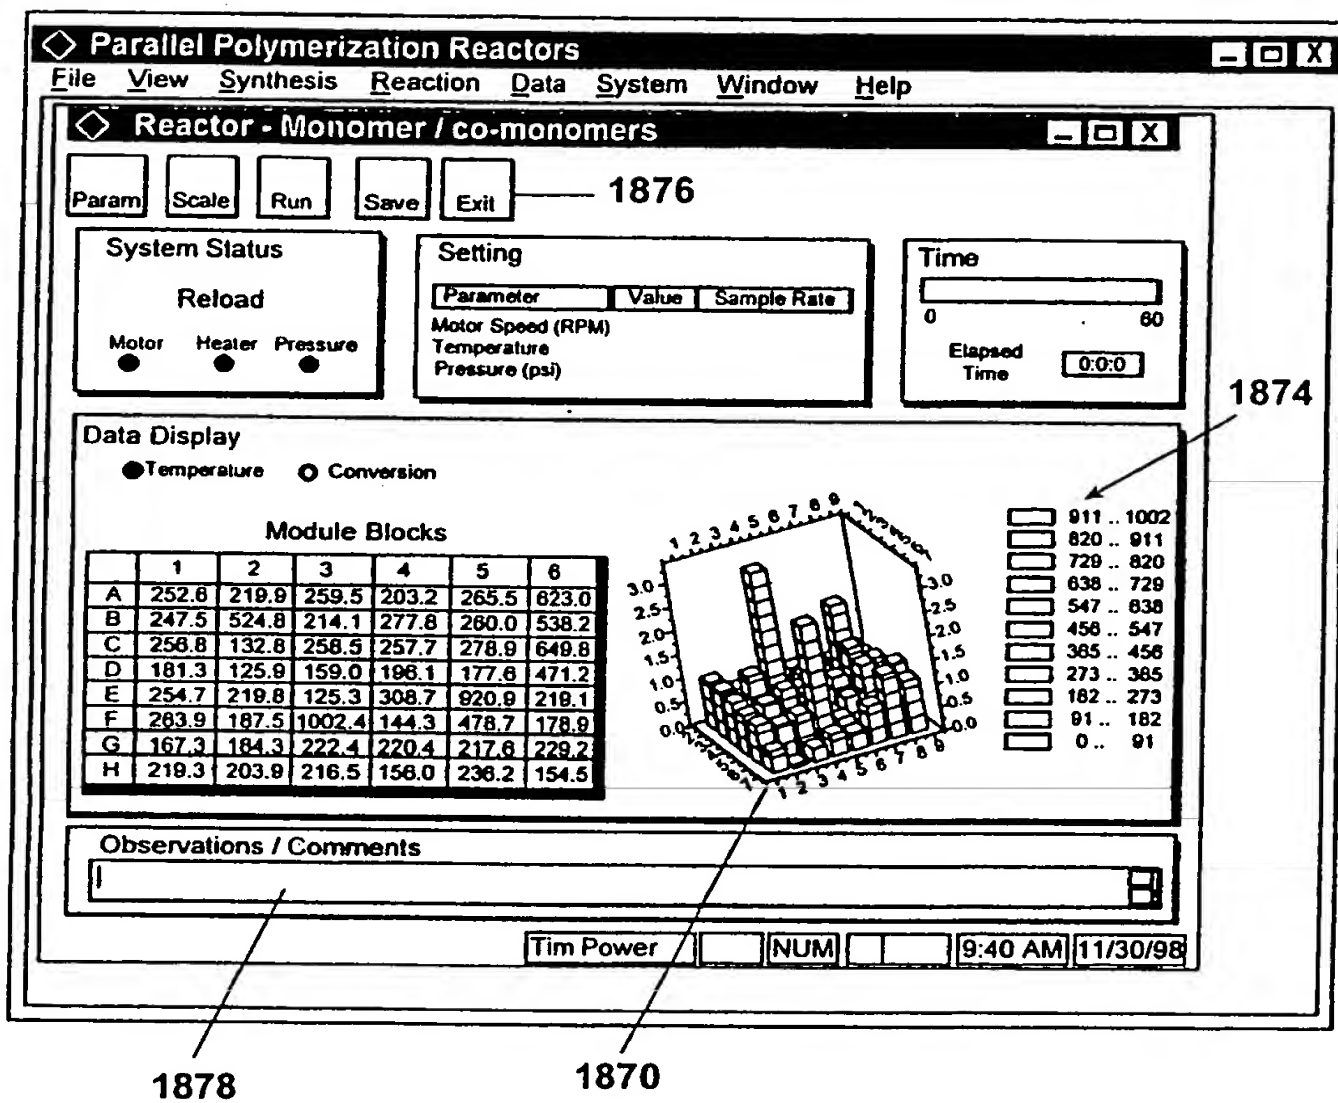 Parallel Polymerization Reactors
File View Synthesis Reaction Data System Window Help
Reactor - Monomer / co-monomers
Param Scale Run Save Exit 1876
System Status
Reload
Motor Heater Pressure
Setting
Parameter Value Sample Rate
Motor Speed (RPM)
Temperature
Pressure (psi)
Time
0 60
Elapsed Time 0:0:0
1874
Data Display
Temperature Conversion
Module Blocks
1 2 3 4 5 6
A 252.6 219.9 259.5 203.2 265.5 623.0
B 247.5 524.8 214.1 277.8 260.0 538.2
C 256.8 132.8 258.5 257.7 278.9 649.8
D 181.3 125.9 159.0 196.1 177.6 471.2
E 254.7 219.8 125.3 308.7 920.9 219.1
F 263.9 187.5 1002.4 144.3 478.7 178.9
G 167.3 184.3 222.4 220.4 217.6 229.2
H 219.3 203.9 216.5 156.0 236.2 154.5
1 2 3 4 5 6 7 8 9
3.0 2.5 2.0 1.5 1.0 0.5 0.0
3.0 2.5 2.0 1.5 1.0 0.5 0.0
1 2 3 4 5 6 7 8 9
911 .. 1002
820 .. 911
729 .. 820
638 .. 729
547 .. 638
456 .. 547
365 .. 456
273 .. 365
182 .. 273
91 .. 182
0 .. 91
Observations / Comments
Tim Power NUM 9:40 AM 11/30/98
1878
1870